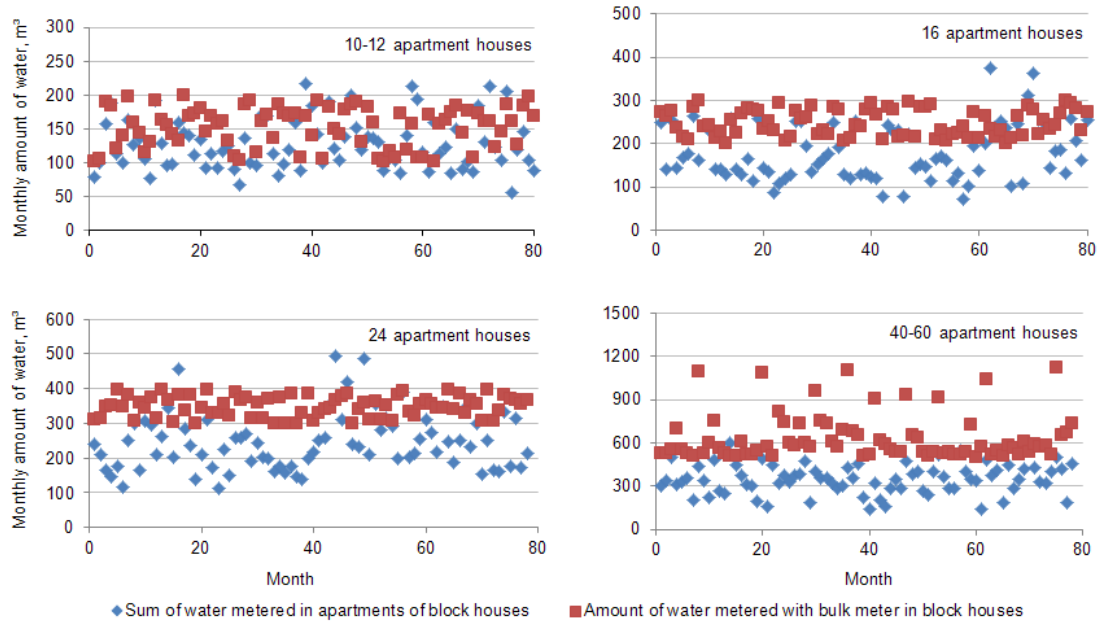 Monthly amount of water, m³
10-12 apartment houses
300
250
200
150
100
50
0
0 20 40 60 80
16 apartment houses
500
400
300
200
100
0
0 20 40 60 80
Monthly amount of water, m³
24 apartment houses
600
500
400
300
200
100
0
0 20 40 60 80
Month
40-60 apartment houses
1500
1200
900
600
300
0
0 20 40 60 80
Month
Sum of water metered in apartments of block houses
Amount of water metered with bulk meter in block houses